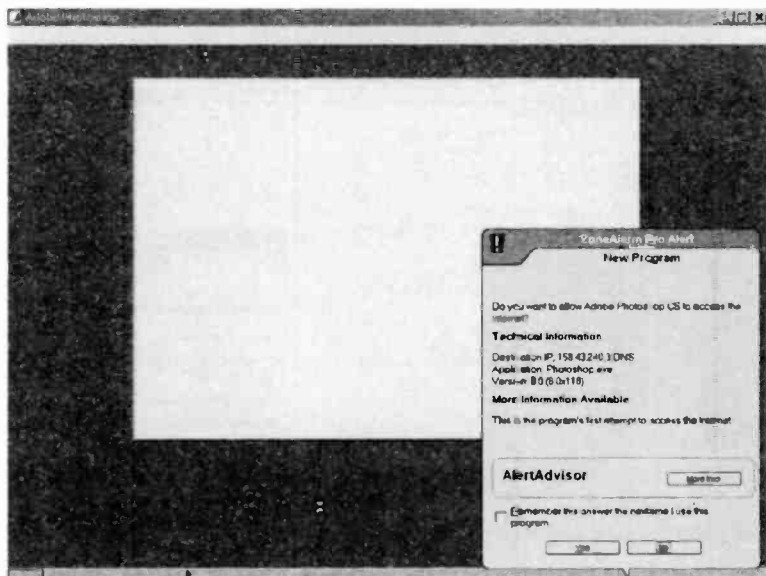 Adobe Photoshop
ZoneAlarm Pro Alert
New Program
Do you want to allow Adobe Photoshop CS to access the
Internet?
Technical Information
Destination IP: 158.43.240.3:DNS
Application: Photoshop.exe
Version: 8.0 (8.0x118)
More Information Available
This is the program's first attempt to access the Internet
AlertAdvisor
More Info
Remember this answer the next time I use this
program.
Yes
No